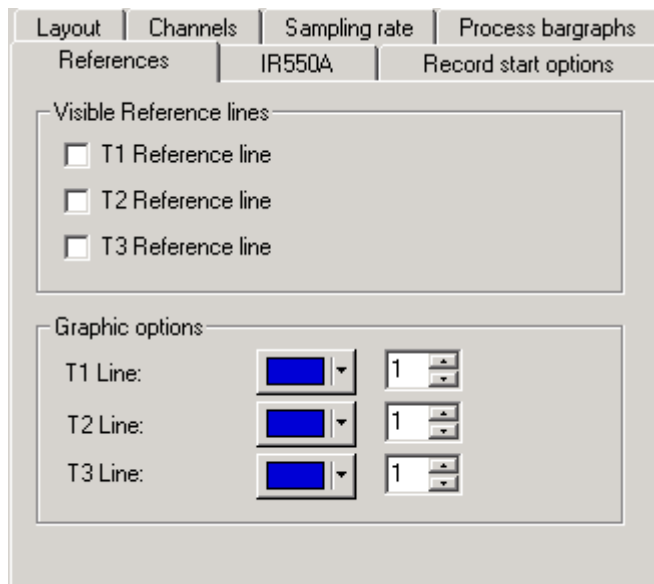 Layout Channels Sampling rate Process bargraphs
References IR550A Record start options
Visible Reference lines
T1 Reference line
T2 Reference line
T3 Reference line
Graphic options
T1 Line: 1
T2 Line: 1
T3 Line: 1